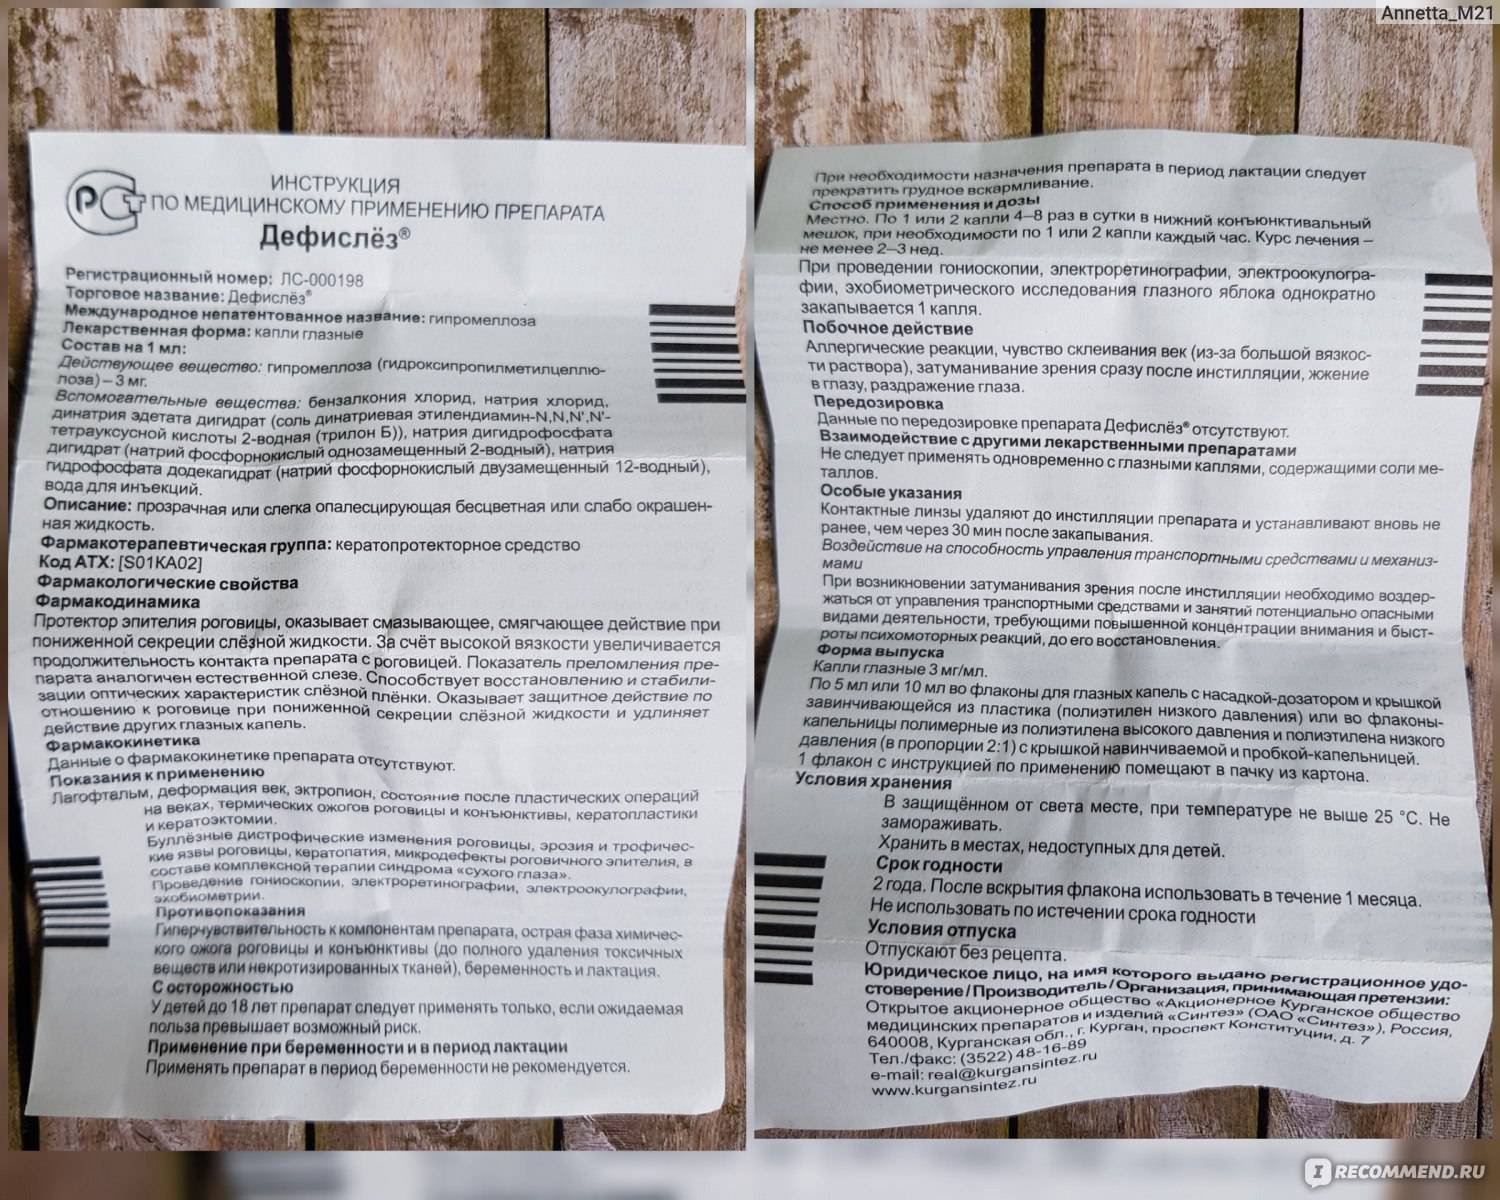 Annetta_M21
РС
ИНСТРУКЦИЯ
ПО МЕДИЦИНСКОМУ ПРИМЕНЕНИЮ ПРЕПАРАТА
Дефислёз®
Регистрационный номер: ЛС-000198
Торговое название: Дефислёз®
Международное непатентованное название: гипромеллоза
Лекарственная форма: капли глазные
Состав на 1 мл:
Действующее вещество: гипромеллоза (гидроксипропилметилцеллю-
лоза) – 3 мг.
Вспомогательные вещества: бензалкония хлорид, натрия хлорид,
динатрия эдетата дигидрат (соль динатриевая этилендиамин-N,N,N',N'-
тетрауксусной кислоты 2-водная (трилон Б)), натрия дигидрофосфата
дигидрат (натрий фосфорнокислый однозамещенный 2-водный), натрия
гидрофосфата додекагидрат (натрий фосфорнокислый двузамещенный 12-водный),
вода для инъекций.
Описание: прозрачная или слегка опалесцирующая бесцветная или слабо окрашен-
ная жидкость.
Фармакотерапевтическая группа: кератопротекторное средство
Код АТХ: [S01KA02]
Фармакологические свойства
Фармакодинамика
Протектор эпителия роговицы, оказывает смазывающее, смягчающее действие при
пониженной секреции слёзной жидкости. За счёт высокой вязкости увеличивается
продолжительность контакта препарата с роговицей. Показатель преломления пре-
парата аналогичен естественной слезе. Способствует восстановлению и стабили-
зации оптических характеристик слёзной плёнки. Оказывает защитное действие по
отношению к роговице при пониженной секреции слёзной жидкости и удлиняет
действие других глазных капель.
Фармакокинетика
Данные о фармакокинетике препарата отсутствуют.
Показания к применению
Лагофтальм, деформация век, эктропион, состояние после пластических операций
на веках, термических ожогов роговицы и конъюнктивы, кератопластики
и кератоэктомии.
Буллёзные дистрофические изменения роговицы, эрозия и трофичес-
кие язвы роговицы, кератопатия, микродефекты роговичного эпителия, в
составе комплексной терапии синдрома «сухого глаза».
Проведение гониоскопии, электроретинографии, электроокулографии,
эхобиометрии.
Противопоказания
Гиперчувствительность к компонентам препарата, острая фаза химичес-
кого ожога роговицы и конъюнктивы (до полного удаления токсичных
веществ или некротизированных тканей), беременность и лактация.
С осторожностью
У детей до 18 лет препарат следует применять только, если ожидаемая
польза превышает возможный риск.
Применение при беременности и в период лактации
Применять препарат в период беременности не рекомендуется.
При необходимости назначения препарата в период лактации следует
прекратить грудное вскармливание.
Способ применения и дозы
Местно. По 1 или 2 капли 4–8 раз в сутки в нижний конъюнктивальный
мешок, при необходимости по 1 или 2 капли каждый час. Курс лечения –
не менее 2–3 нед.
При проведении гониоскопии, электроретинографии, электроокулогра-
фии, эхобиометрического исследования глазного яблока однократно
закапывается 1 капля.
Побочное действие
Аллергические реакции, чувство склеивания век (из-за большой вязкос-
ти раствора), затуманивание зрения сразу после инстилляции, жжение
в глазу, раздражение глаза.
Передозировка
Данные по передозировке препарата Дефислёз® отсутствуют.
Взаимодействие с другими лекарственными препаратами
Не следует применять одновременно с глазными каплями, содержащими соли ме-
таллов.
Особые указания
Контактные линзы удаляют до инстилляции препарата и устанавливают вновь не
ранее, чем через 30 мин после закапывания.
Воздействие на способность управления транспортными средствами и механиз-
мами
При возникновении затуманивания зрения после инстилляции необходимо воздер-
жаться от управления транспортными средствами и занятий потенциально опасными
видами деятельности, требующими повышенной концентрации внимания и быст-
роты психомоторных реакций, до его восстановления.
Форма выпуска
Капли глазные 3 мг/мл.
По 5 мл или 10 мл во флаконы для глазных капель с насадкой-дозатором и крышкой
завинчивающейся из пластика (полиэтилен низкого давления) или во флаконы-
капельницы полимерные из полиэтилена высокого давления и полиэтилена низкого
давления (в пропорции 2:1) с крышкой навинчиваемой и пробкой-капельницей.
1 флакон с инструкцией по применению помещают в пачку из картона.
Условия хранения
В защищённом от света месте, при температуре не выше 25 °С. Не
замораживать.
Хранить в местах, недоступных для детей.
Срок годности
2 года. После вскрытия флакона использовать в течение 1 месяца.
Не использовать по истечении срока годности
Условия отпуска
Отпускают без рецепта.
Юридическое лицо, на имя которого выдано регистрационное удо-
стоверение / Производитель / Организация, принимающая претензии:
Открытое акционерное общество «Акционерное Курганское общество
медицинских препаратов и изделий «Синтез» (ОАО «Синтез»), Россия,
640008, Курганская обл., г. Курган, проспект Конституции, д. 7
Тел./факс: (3522) 48-16-89
e-mail: real@kurgansintez.ru
www.kurgansintez.ru
IRECOMMEND.RU